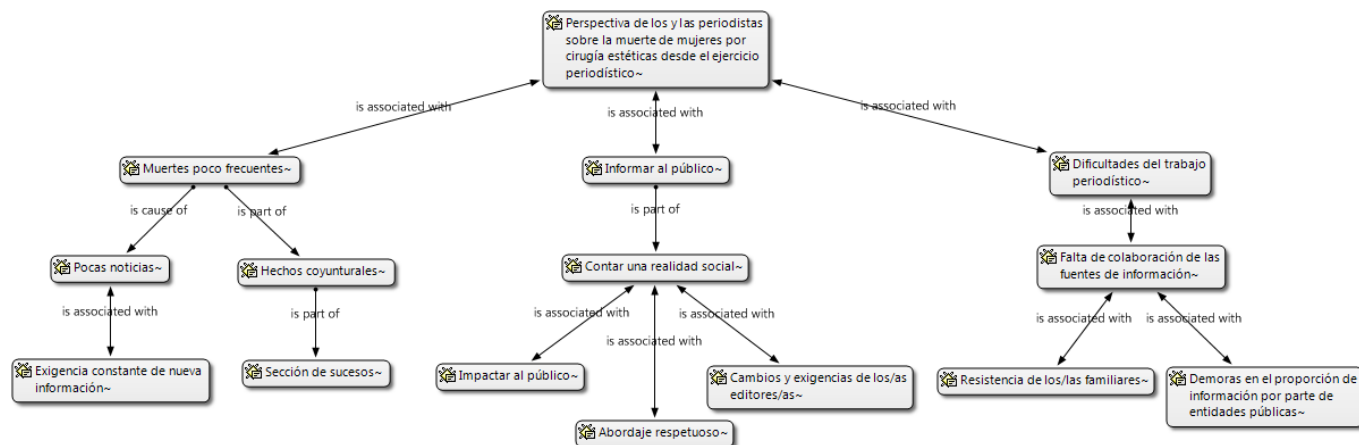 Perspectiva de los y las periodistas
sobre la muerte de mujeres por
cirugía estéticas desde el ejercicio
periodístico~
is associated with
is associated with
is associated with
Muertes poco frecuentes~
Informar al público~
Dificultades del trabajo
periodístico~
is cause of
is part of
is part of
is associated with
Pocas noticias~
Hechos coyunturales~
Contar una realidad social~
Falta de colaboración de las
fuentes de información~
is associated with
is part of
is associated with
is associated with
is associated with
is associated with
is associated with
Exigencia constante de nueva
información~
Sección de sucesos~
Impactar al público~
Cambios y exigencias de los/as
editores/as~
Resistencia de los/las familiares~
Demoras en el proporción de
información por parte de
entidades públicas~
Abordaje respetuoso~